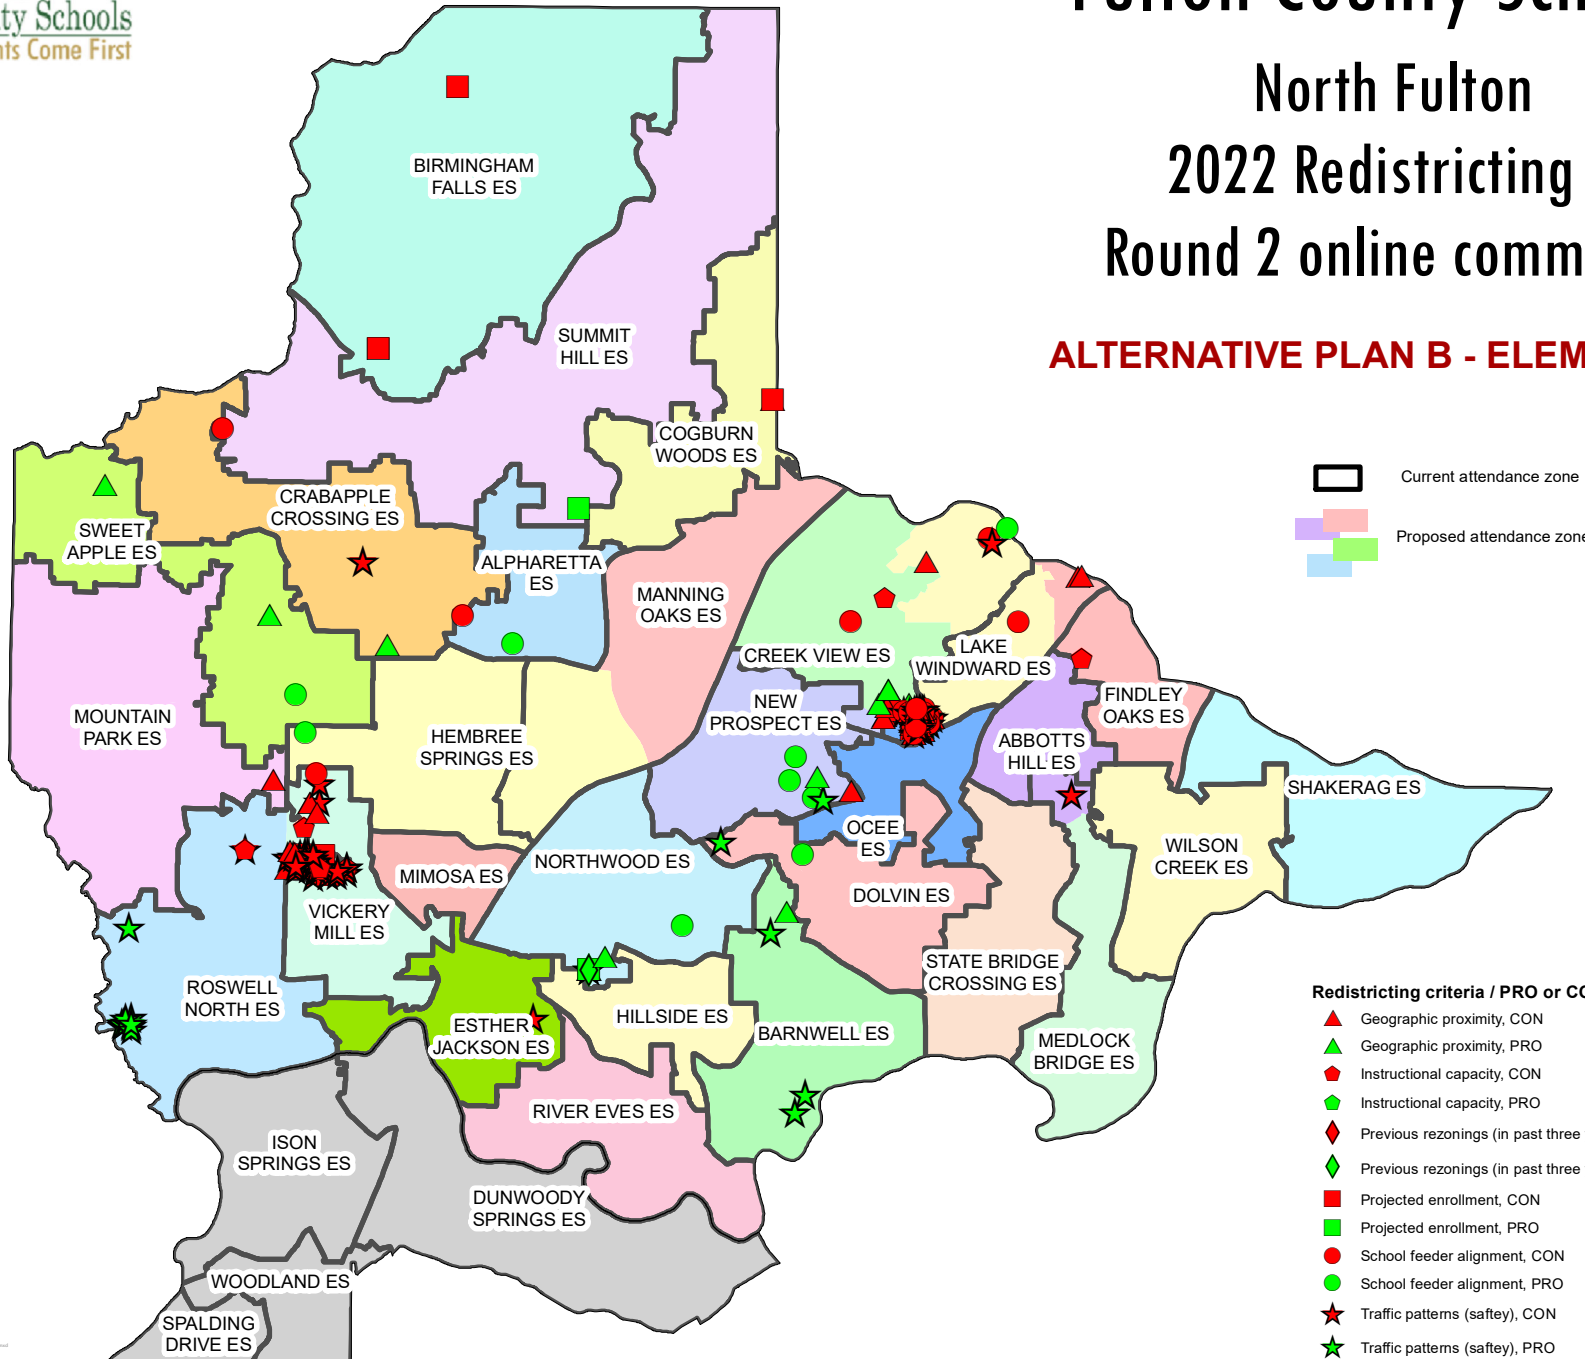 ty Schools
nts Come First
North Fulton
2022 Redistricting
Round 2 online comm
ALTERNATIVE PLAN B - ELEM
Current attendance zone
Proposed attendance zone
BIRMINGHAM
FALLS ES
SUMMIT
HILL ES
COGBURN
WOODS ES
CRABAPPLE
CROSSING ES
SWEET
APPLE ES
ALPHARETTA
ES
MANNING
OAKS ES
CREEK VIEW ES
LAKE
WINDWARD ES
NEW
PROSPECT ES
FINDLEY
OAKS ES
MOUNTAIN
PARK ES
HEMBREE
SPRINGS ES
ABBOTTS
HILL ES
SHAKERAG ES
OCEE
ES
WILSON
CREEK ES
NORTHWOOD ES
MIMOSA ES
DOLVIN ES
VICKERY
MILL ES
STATE BRIDGE
CROSSING ES
ROSWELL
NORTH ES
HILLSIDE ES
ESTHER
JACKSON ES
BARNWELL ES
MEDLOCK
BRIDGE ES
RIVER EVES ES
ISON
SPRINGS ES
DUNWOODY
SPRINGS ES
WOODLAND ES
SPALDING
DRIVE ES
Redistricting criteria / PRO or CO
Geographic proximity, CON
Geographic proximity, PRO
Instructional capacity, CON
Instructional capacity, PRO
Previous rezonings (in past three
Previous rezonings (in past three
Projected enrollment, CON
Projected enrollment, PRO
School feeder alignment, CON
School feeder alignment, PRO
Traffic patterns (saftey), CON
Traffic patterns (saftey), PRO